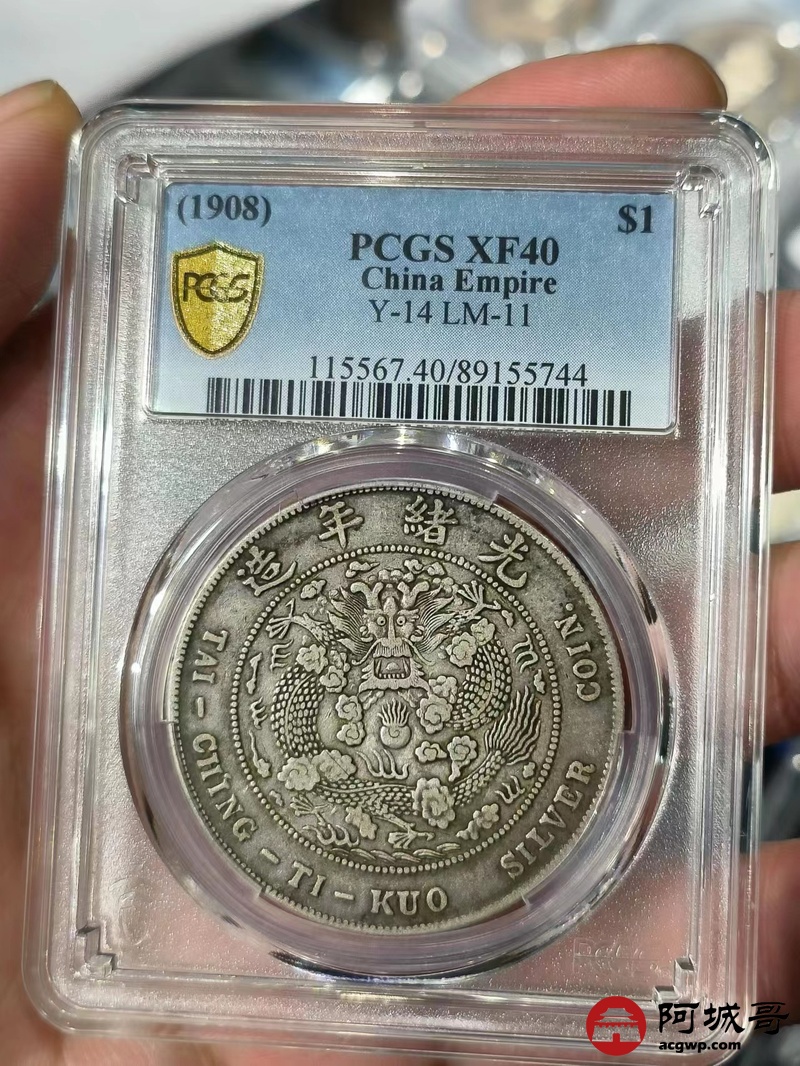 (1908)
$1
PCGS XF40
China Empire
Y-14 LM-11
PCGS
115567.40/89155744
造年緒光
TAI-CHING-TI-KUO SILVER COIN.
阿城哥
acgwp.com